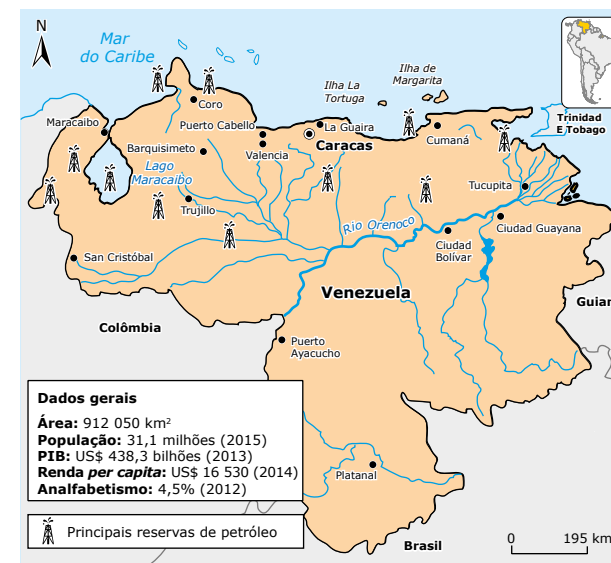 N
Mar
do Caribe
Ilha La
Tortuga
Ilha de
Margarita
Trinidad
E Tobago
Coro
Maracaibo
Puerto Cabello
La Guaira
Caracas
Cumaná
Barquisimeto
Valencia
Lago
Maracaibo
Tucupita
Trujillo
Rio Orenoco
Ciudad Guayana
Ciudad
Bolívar
San Cristóbal
Venezuela
Guian
Colômbia
Puerto
Ayacucho
Dados gerais
Área: 912 050 km²
População: 31,1 milhões (2015)
PIB: US$ 438,3 bilhões (2013)
Renda per capita: US$ 16 530 (2014)
Analfabetismo: 4,5% (2012)
Platanal
Principais reservas de petróleo
Brasil
0 195 km